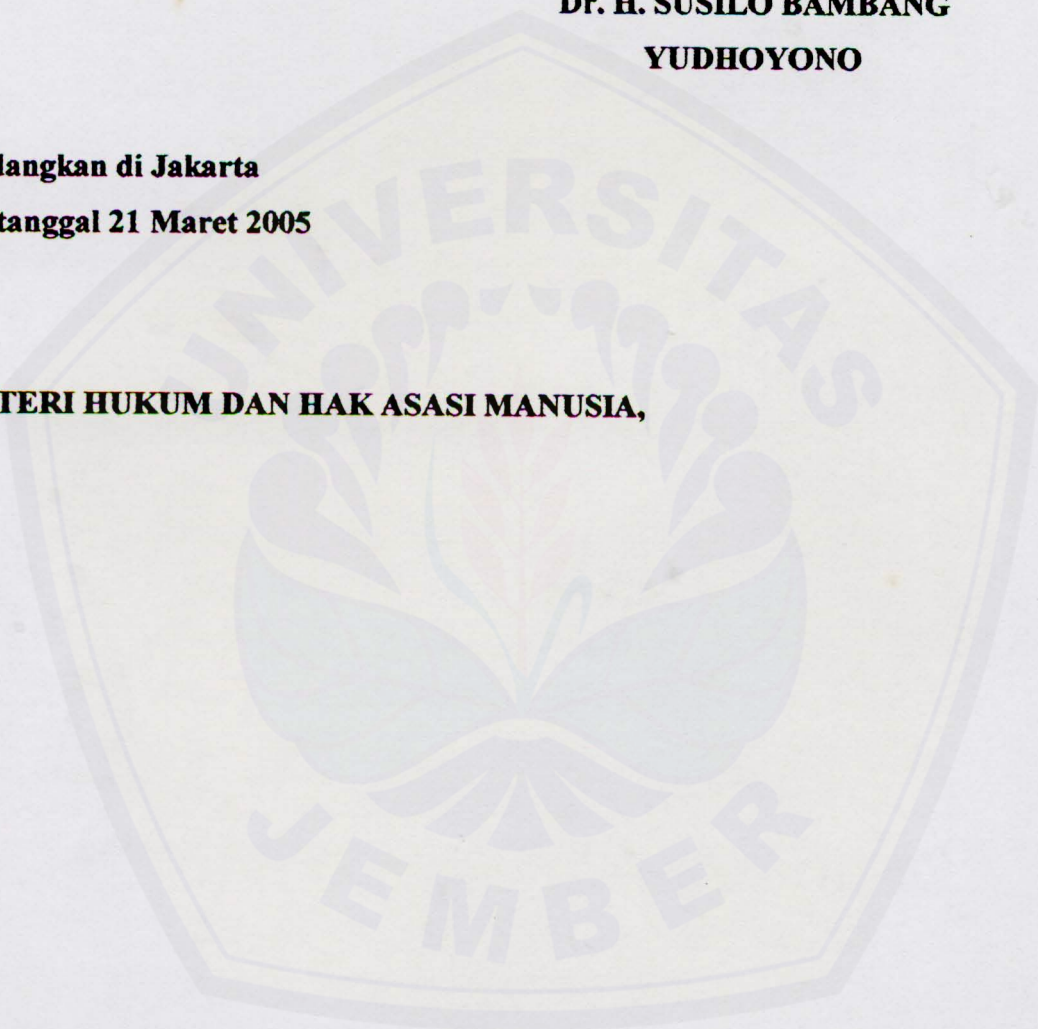 Dr. H. SUSILO BAMBANG
YUDHOYONO
langkan di Jakarta
tanggal 21 Maret 2005
TERI HUKUM DAN HAK ASASI MANUSIA,
UNIVERSITAS
JEMBER